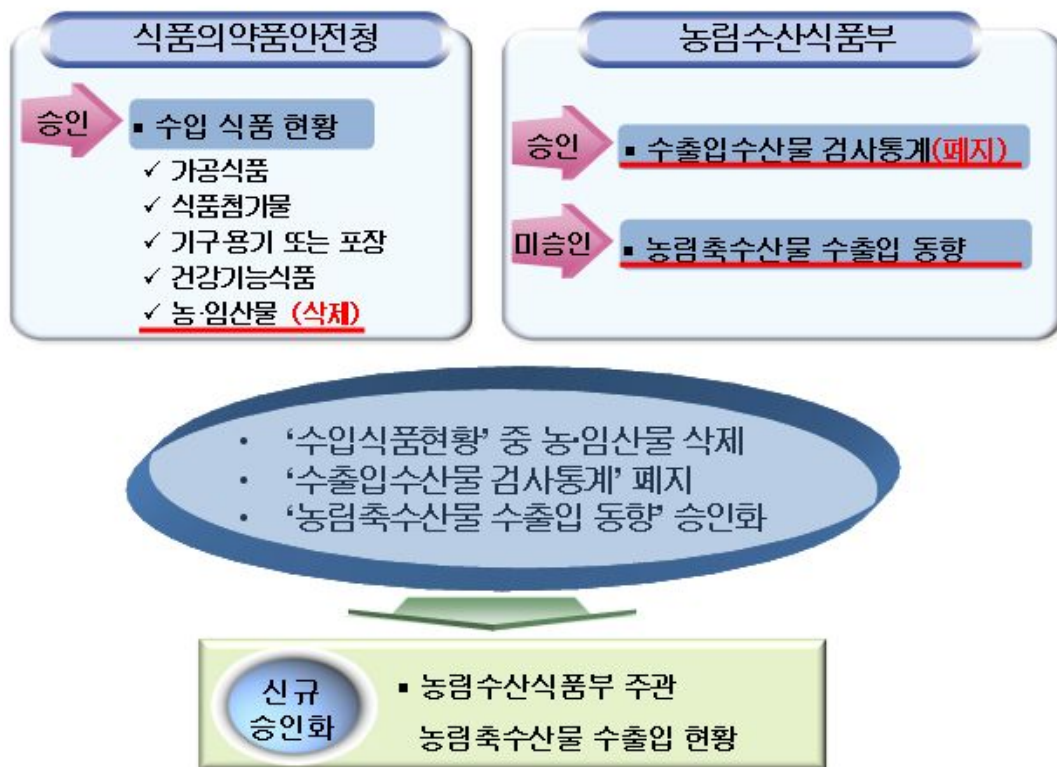 식품의약품안전청
승인
▪ 수입 식품 현황
✓ 가공식품
✓ 식품첨가물
✓ 기구·용기 또는 포장
✓ 건강기능식품
✓ 농·임산물 (삭제)
농림수산식품부
승인
▪ 수출입수산물 검사통계(폐지)
미승인
▪ 농림축수산물 수출입 동향
• ‘수입식품현황’ 중 농·임산물 삭제
• ‘수출입수산물 검사통계’ 폐지
• ‘농림축수산물 수출입 동향’ 승인화
신규
승인화
▪ 농림수산식품부 주관
농림축수산물 수출입 현황